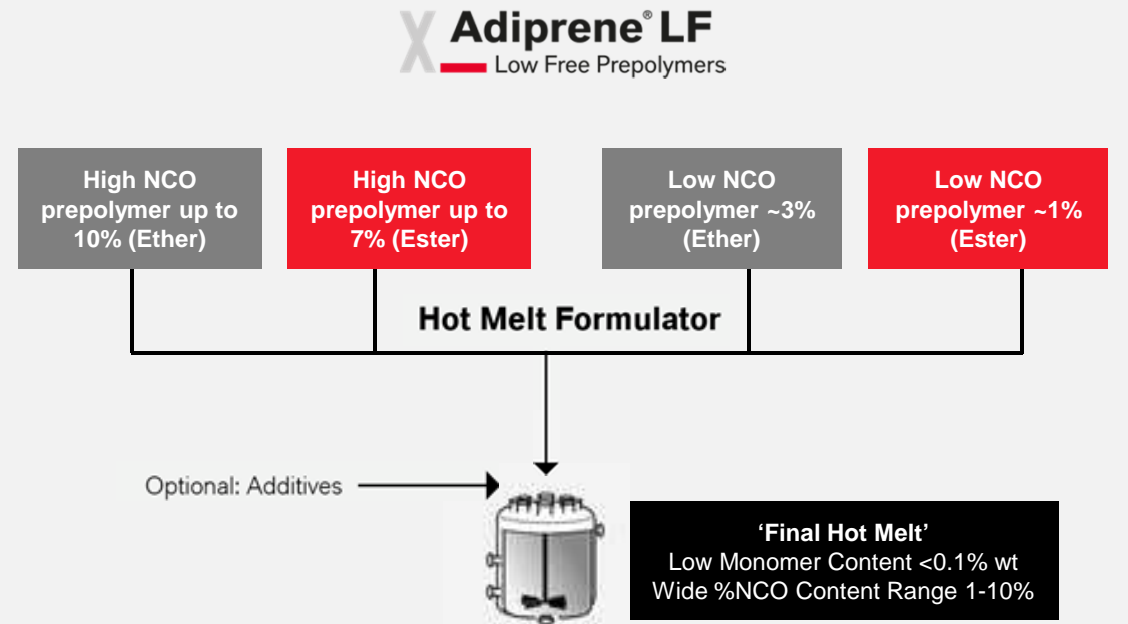 Adiprene® LF
Low Free Prepolymers
High NCO
prepolymer up to
10% (Ether)
High NCO
prepolymer up to
7% (Ester)
Low NCO
prepolymer ~3%
(Ether)
Low NCO
prepolymer ~1%
(Ester)
Hot Melt Formulator
Optional: Additives
‘Final Hot Melt’
Low Monomer Content <0.1% wt
Wide %NCO Content Range 1-10%